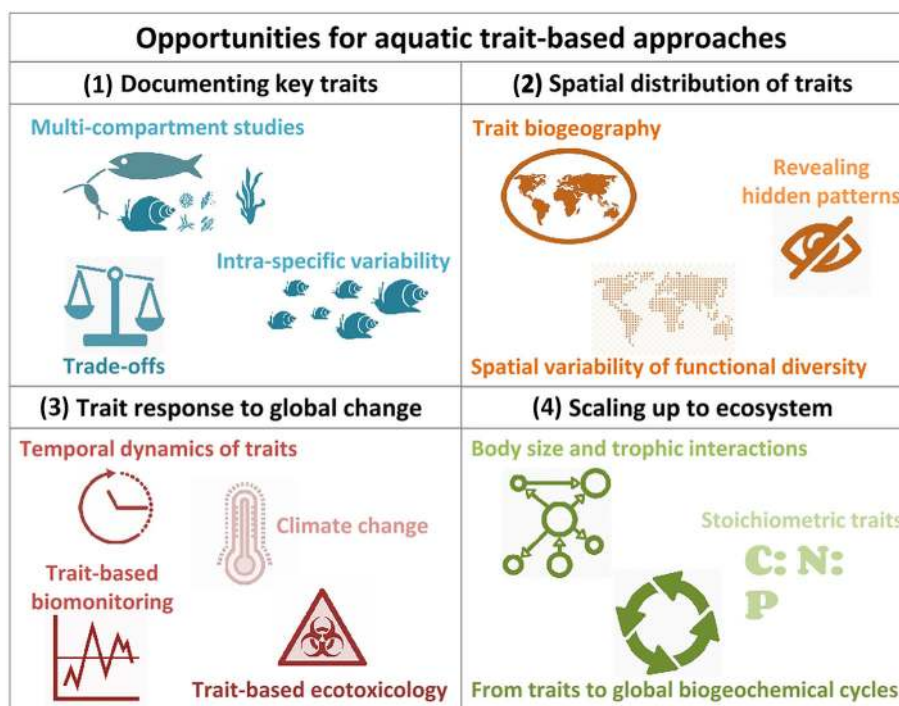 Opportunities for aquatic trait-based approaches
(1) Documenting key traits
Multi-compartment studies
Intra-specific variability
Trade-offs
(2) Spatial distribution of traits
Trait biogeography
Revealing
hidden patterns
Spatial variability of functional diversity
(3) Trait response to global change
Temporal dynamics of traits
Climate change
Trait-based
biomonitoring
Trait-based ecotoxicology
(4) Scaling up to ecosystem
Body size and trophic interactions
Stoichiometric traits
C: N:
P
From traits to global biogeochemical cycles